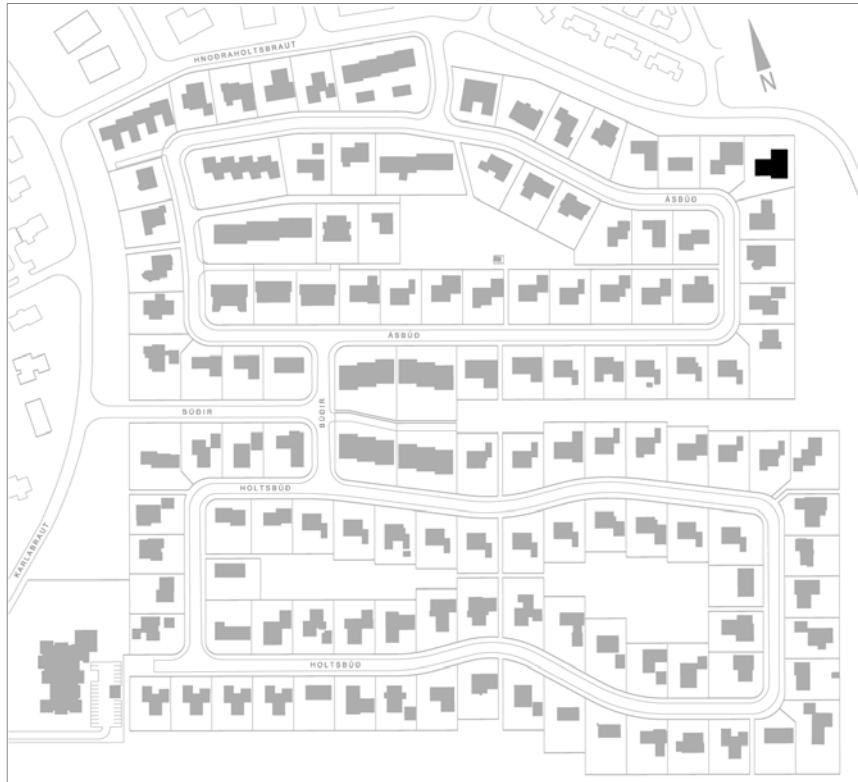 HNOÐRAHOLTSBRAUT
N
ÁSBÚÐ
ÁSBÚÐ
BÚÐIR
BÚÐIR
HOLTSBÚÐ
KARLABRAUT
HOLTSBÚÐ